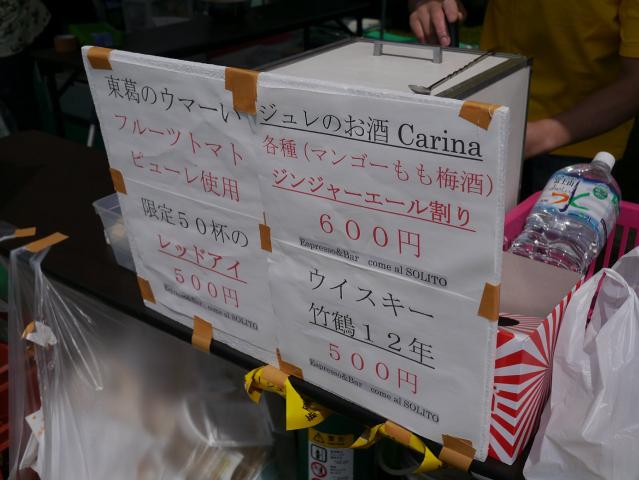 東葛のウマーい
フルーツトマト
ピューレ使用
限定５０杯の
レッドアイ
５００円
Espresso&Bar come al SOLITO
ジュレのお酒 Carina
各種（マンゴーもも梅酒）
ジンジャーエール割り
６００円
Espresso&Bar come al SOLITO
ウイスキー
竹鶴１２年
５００円
Espresso&Bar come al SOLITO